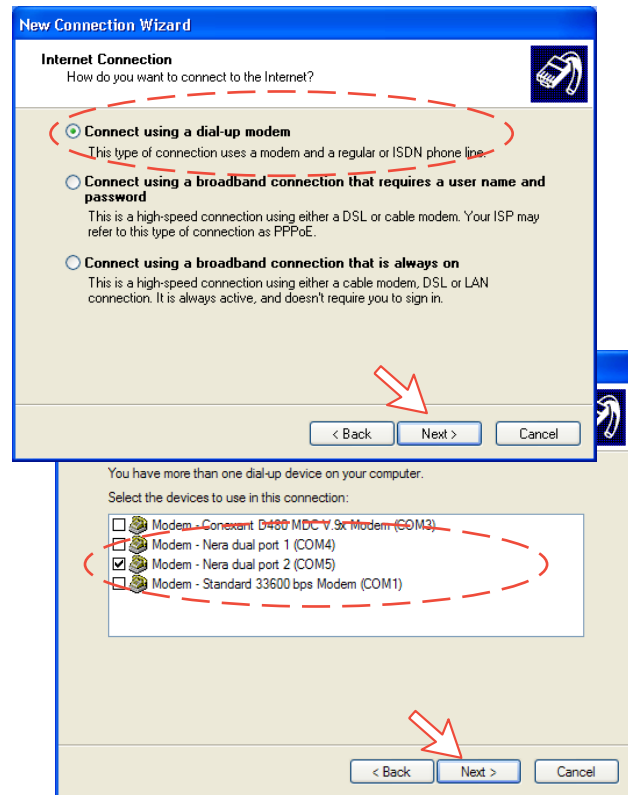 New Connection Wizard
Internet Connection
How do you want to connect to the Internet?
Connect using a dial-up modem
This type of connection uses a modem and a regular or ISDN phone line.
Connect using a broadband connection that requires a user name and
password
This is a high-speed connection using either a DSL or cable modem. Your ISP may
refer to this type of connection as PPPoE.
Connect using a broadband connection that is always on
This is a high-speed connection using either a cable modem, DSL or LAN
connection. It is always active, and doesn't require you to sign in.
< Back Next > Cancel
You have more than one dial-up device on your computer.
Select the devices to use in this connection:
Modem - Conexant D480 MDC V.9x Modem (COM3)
Modem - Nera dual port 1 (COM4)
Modem - Nera dual port 2 (COM5)
Modem - Standard 33600 bps Modem (COM1)
< Back Next > Cancel